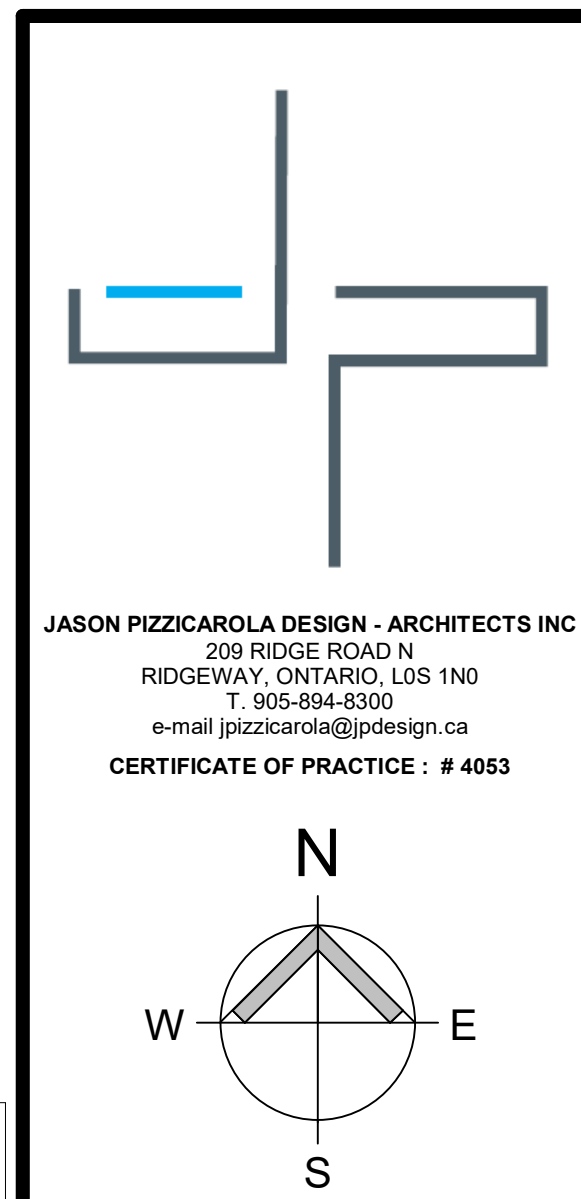 JASON PIZZICAROLA DESIGN - ARCHITECTS INC
209 RIDGE ROAD N
RIDGEWAY, ONTARIO, L0S 1N0
T. 905-894-8300
e-mail jpizzicarola@jpdesign.ca
CERTIFICATE OF PRACTICE : # 4053
N
W E
S